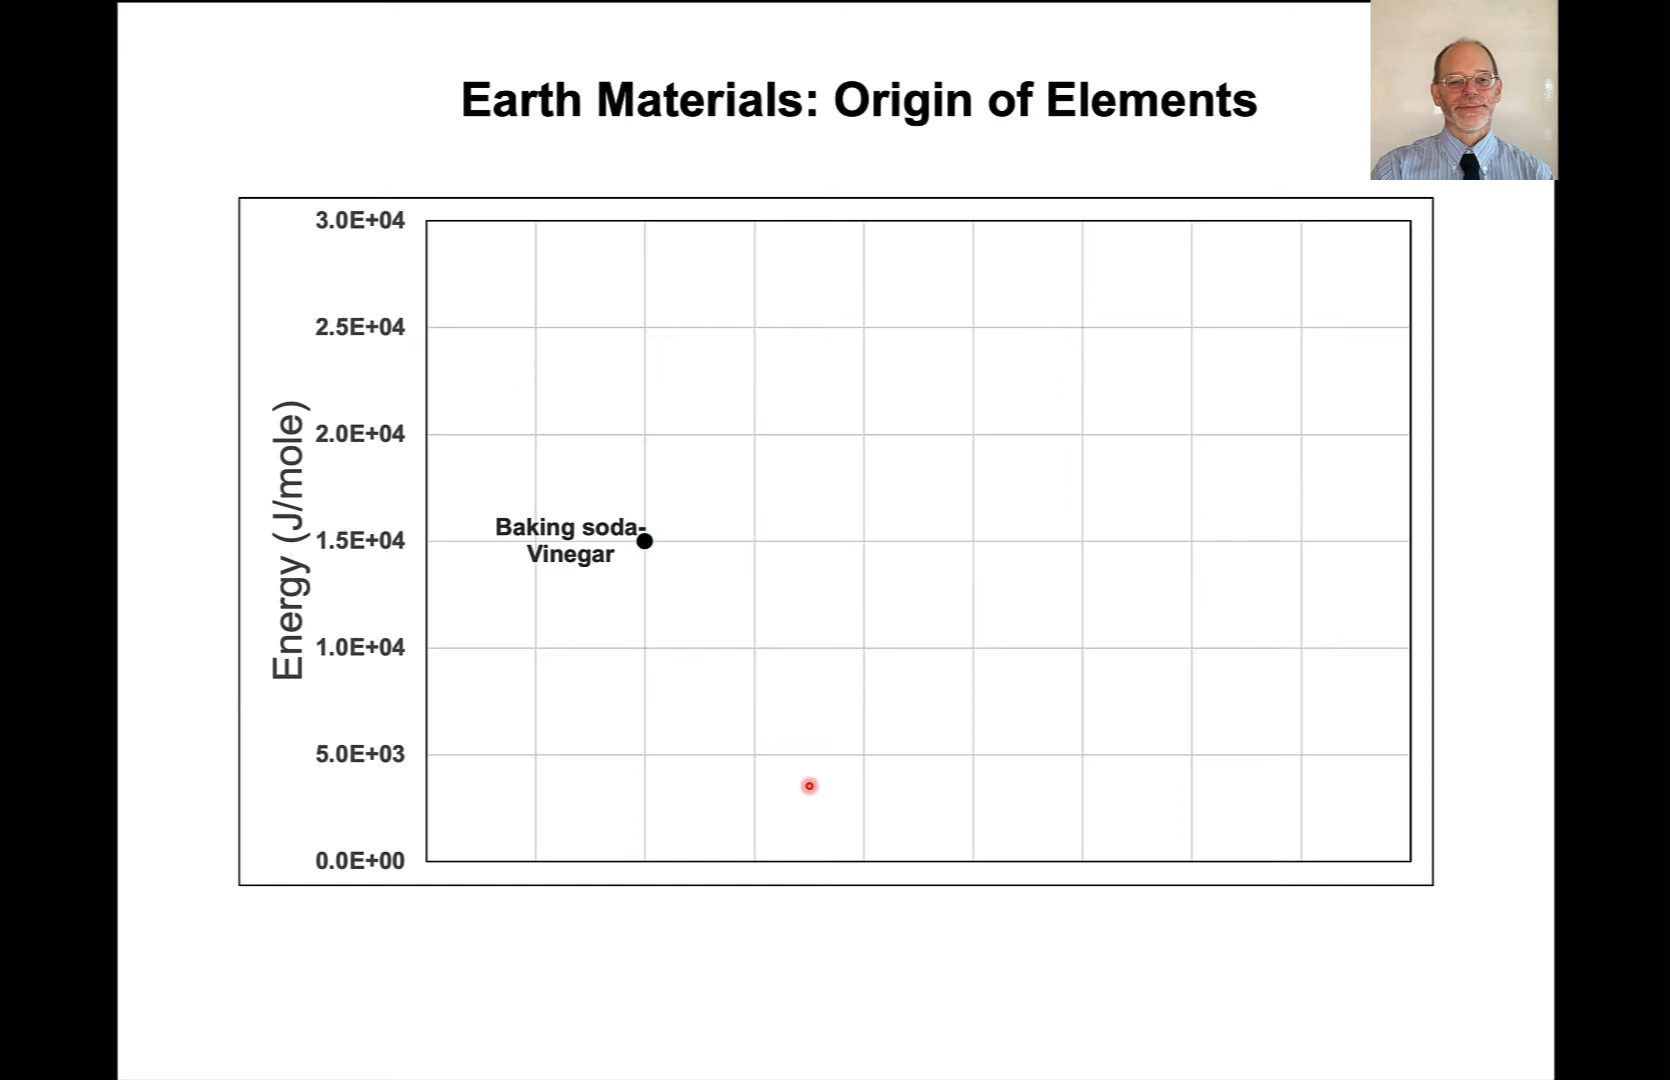 Earth Materials: Origin of Elements
3.0E+04
2.5E+04
2.0E+04
1.5E+04
1.0E+04
5.0E+03
0.0E+00
Energy (J/mole)
Baking soda-
Vinegar